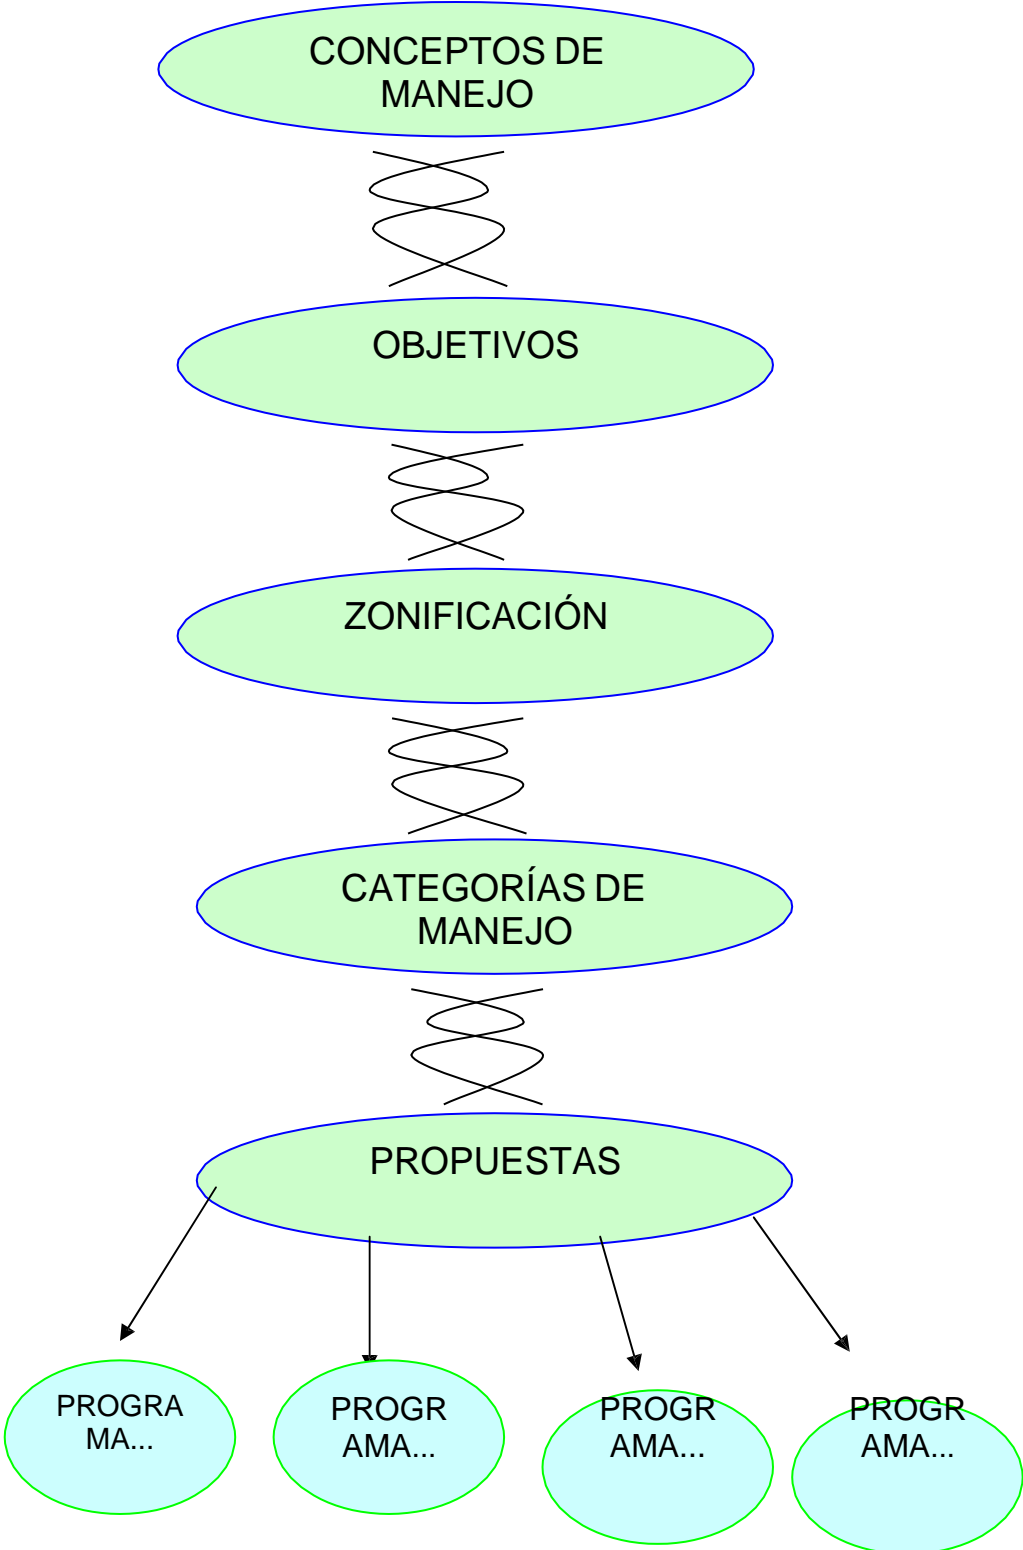 CONCEPTOS DE
MANEJO
OBJETIVOS
ZONIFICACIÓN
CATEGORÍAS DE
MANEJO
PROPUESTAS
PROGRA
MA...
PROGR
AMA...
PROGR
AMA...
PROGR
AMA...